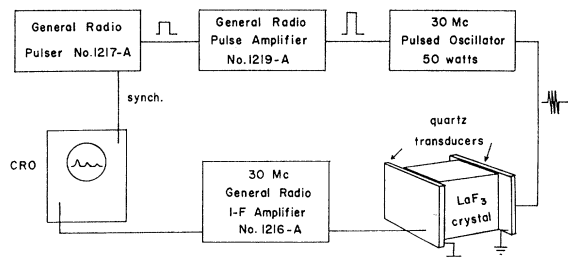 General Radio
Pulser No.1217-A
General Radio
Pulse Amplifier
No.1219-A
30 Mc
Pulsed Oscillator
50 watts
synch.
quartz
transducers
CRO
30 Mc
General Radio
I-F Amplifier
No. 1216-A
LaF₃
crystal